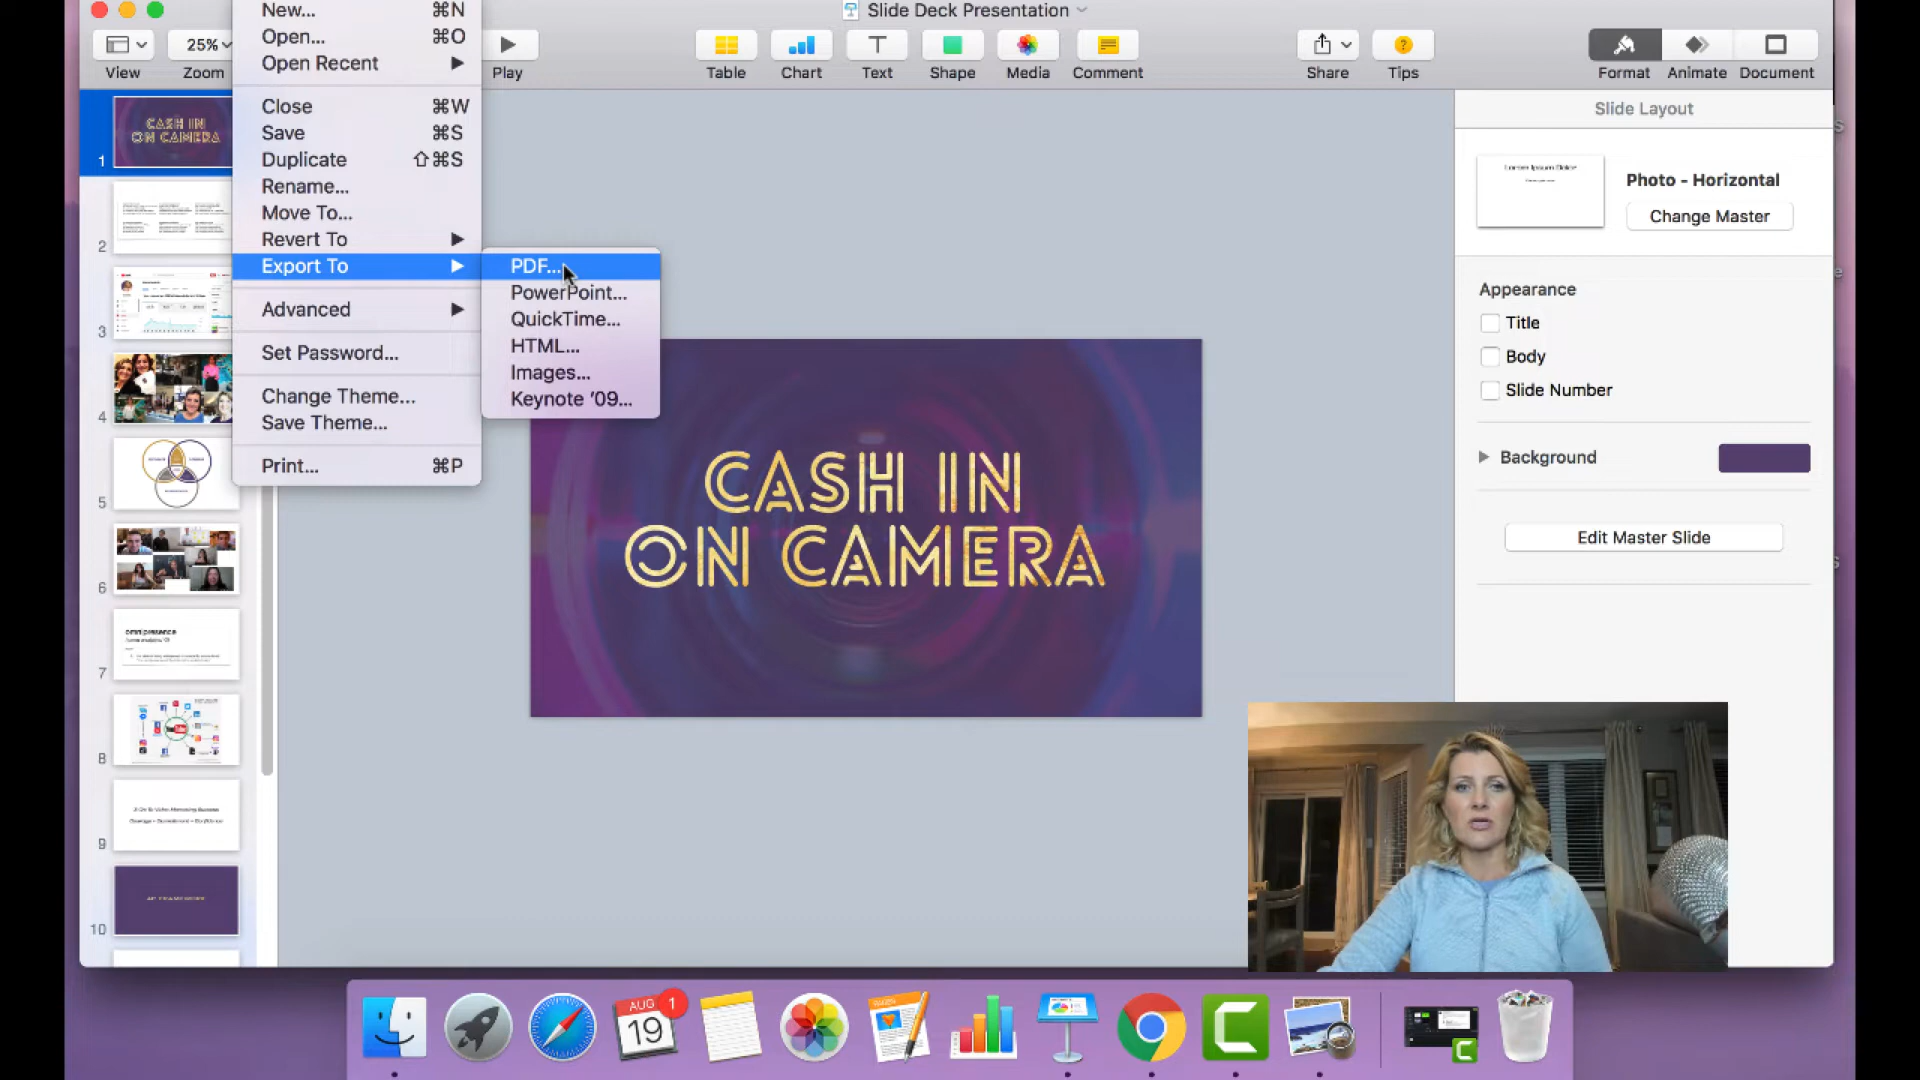 Slide Deck Presentation
New... ⌘N
Open... ⌘O
Open Recent
Close ⌘W
Save ⌘S
Duplicate ⇧⌘S
Rename...
Move To...
Revert To
Export To
Advanced
Set Password...
Change Theme...
Save Theme...
Print... ⌘P
PDF...
PowerPoint...
QuickTime...
HTML...
Images...
Keynote ‘09...
25%
View
Zoom
Play
Table
Chart
Text
Shape
Media
Comment
Share
Tips
Format
Animate
Document
CASH IN
ON CAMERA
1
2
3
4
5
6
omnipresence
7
8
9
10
CASH IN
ON CAMERA
Slide Layout
Photo - Horizontal
Change Master
Appearance
Title
Body
Slide Number
Background
Edit Master Slide
AUG
19
1